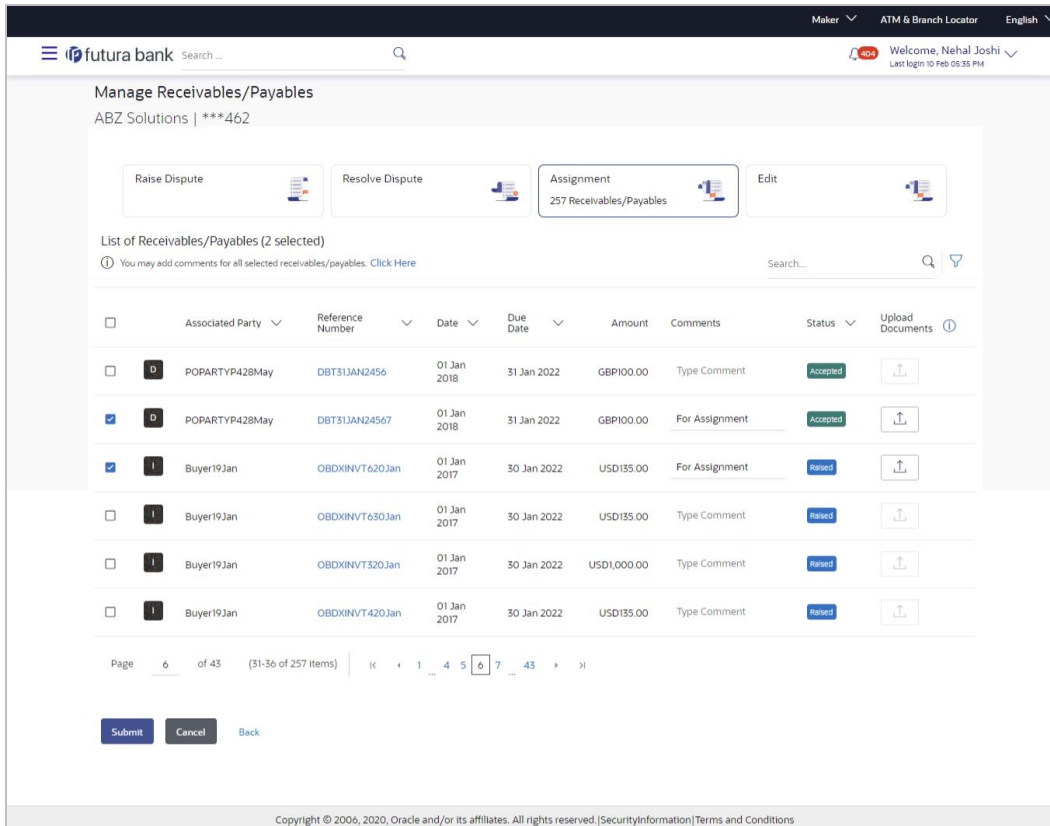 Maker ATM & Branch Locator English
futura bank Search ... 404 Welcome, Nehal Joshi
Last login 10 Feb 05:35 PM
Manage Receivables/Payables
ABZ Solutions | ***462
Raise Dispute Resolve Dispute Assignment Edit
257 Receivables/Payables
List of Receivables/Payables (2 selected)
You may add comments for all selected receivables/payables. Click Here Search...
Associated Party Reference Number Date Due Date Amount Comments Status Upload Documents
D POPARTYP428May DBT31JAN2456 01 Jan 2018 31 Jan 2022 GBP100.00 Type Comment Accepted
D POPARTYP428May DBT31JAN24567 01 Jan 2018 31 Jan 2022 GBP100.00 For Assignment Accepted
I Buyer19Jan OBDXINVT620Jan 01 Jan 2017 30 Jan 2022 USD135.00 For Assignment Raised
I Buyer19Jan OBDXINVT630Jan 01 Jan 2017 30 Jan 2022 USD135.00 Type Comment Raised
I Buyer19Jan OBDXINVT320Jan 01 Jan 2017 30 Jan 2022 USD1,000.00 Type Comment Raised
I Buyer19Jan OBDXINVT420Jan 01 Jan 2017 30 Jan 2022 USD135.00 Type Comment Raised
Page 6 of 43 (31-36 of 257 items) 1 ... 4 5 6 7 ... 43
Submit Cancel Back
Copyright © 2006, 2020, Oracle and/or its affiliates. All rights reserved.|SecurityInformation|Terms and Conditions